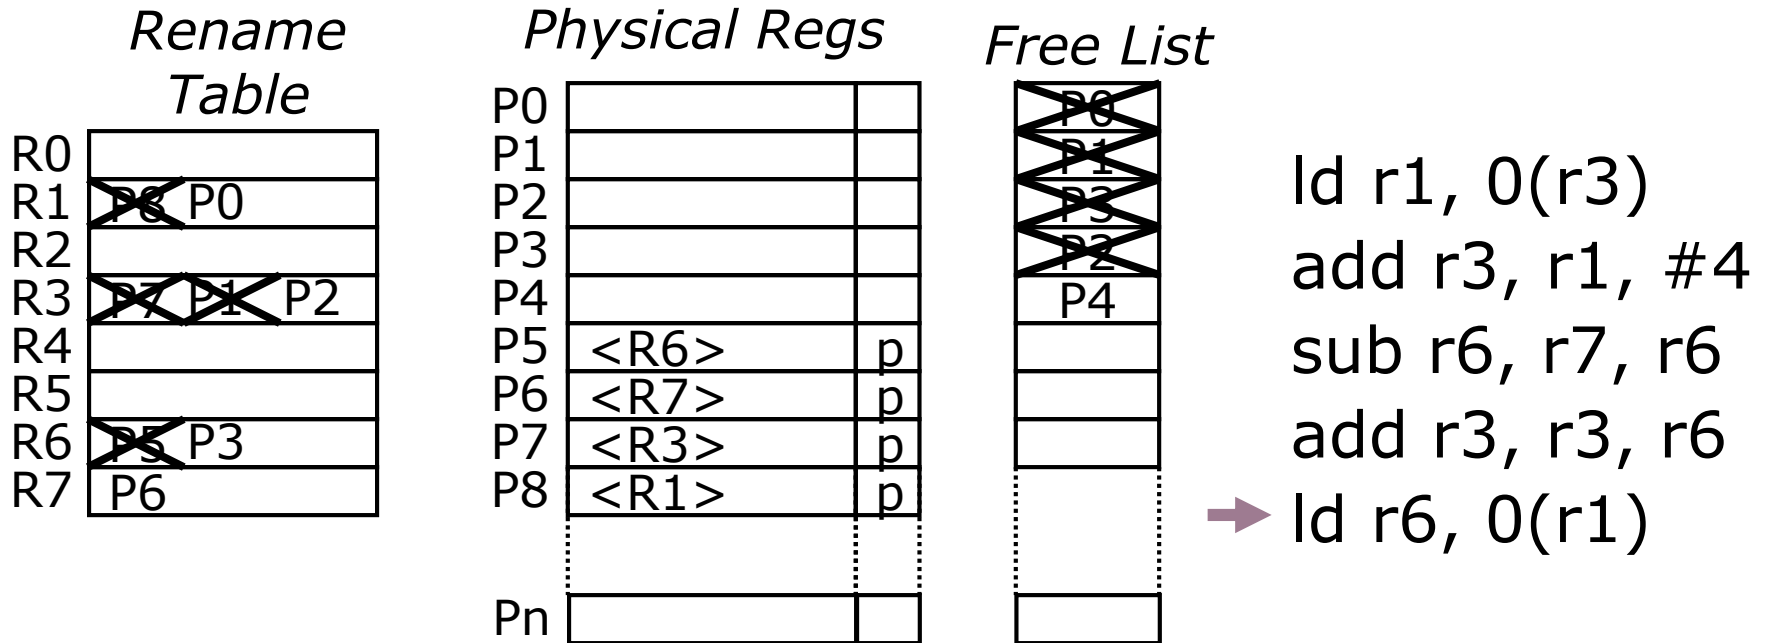 Rename
Table
R0
R1 P8 P0
R2
R3 P7 P1 P2
R4
R5
R6 P5 P3
R7 P6
Physical Regs
P0
P1
P2
P3
P4
P5 <R6> p
P6 <R7> p
P7 <R3> p
P8 <R1> p
Pn
Free List
P0
P1
P3
P2
P4
ld r1, 0(r3)
add r3, r1, #4
sub r6, r7, r6
add r3, r3, r6
ld r6, 0(r1)